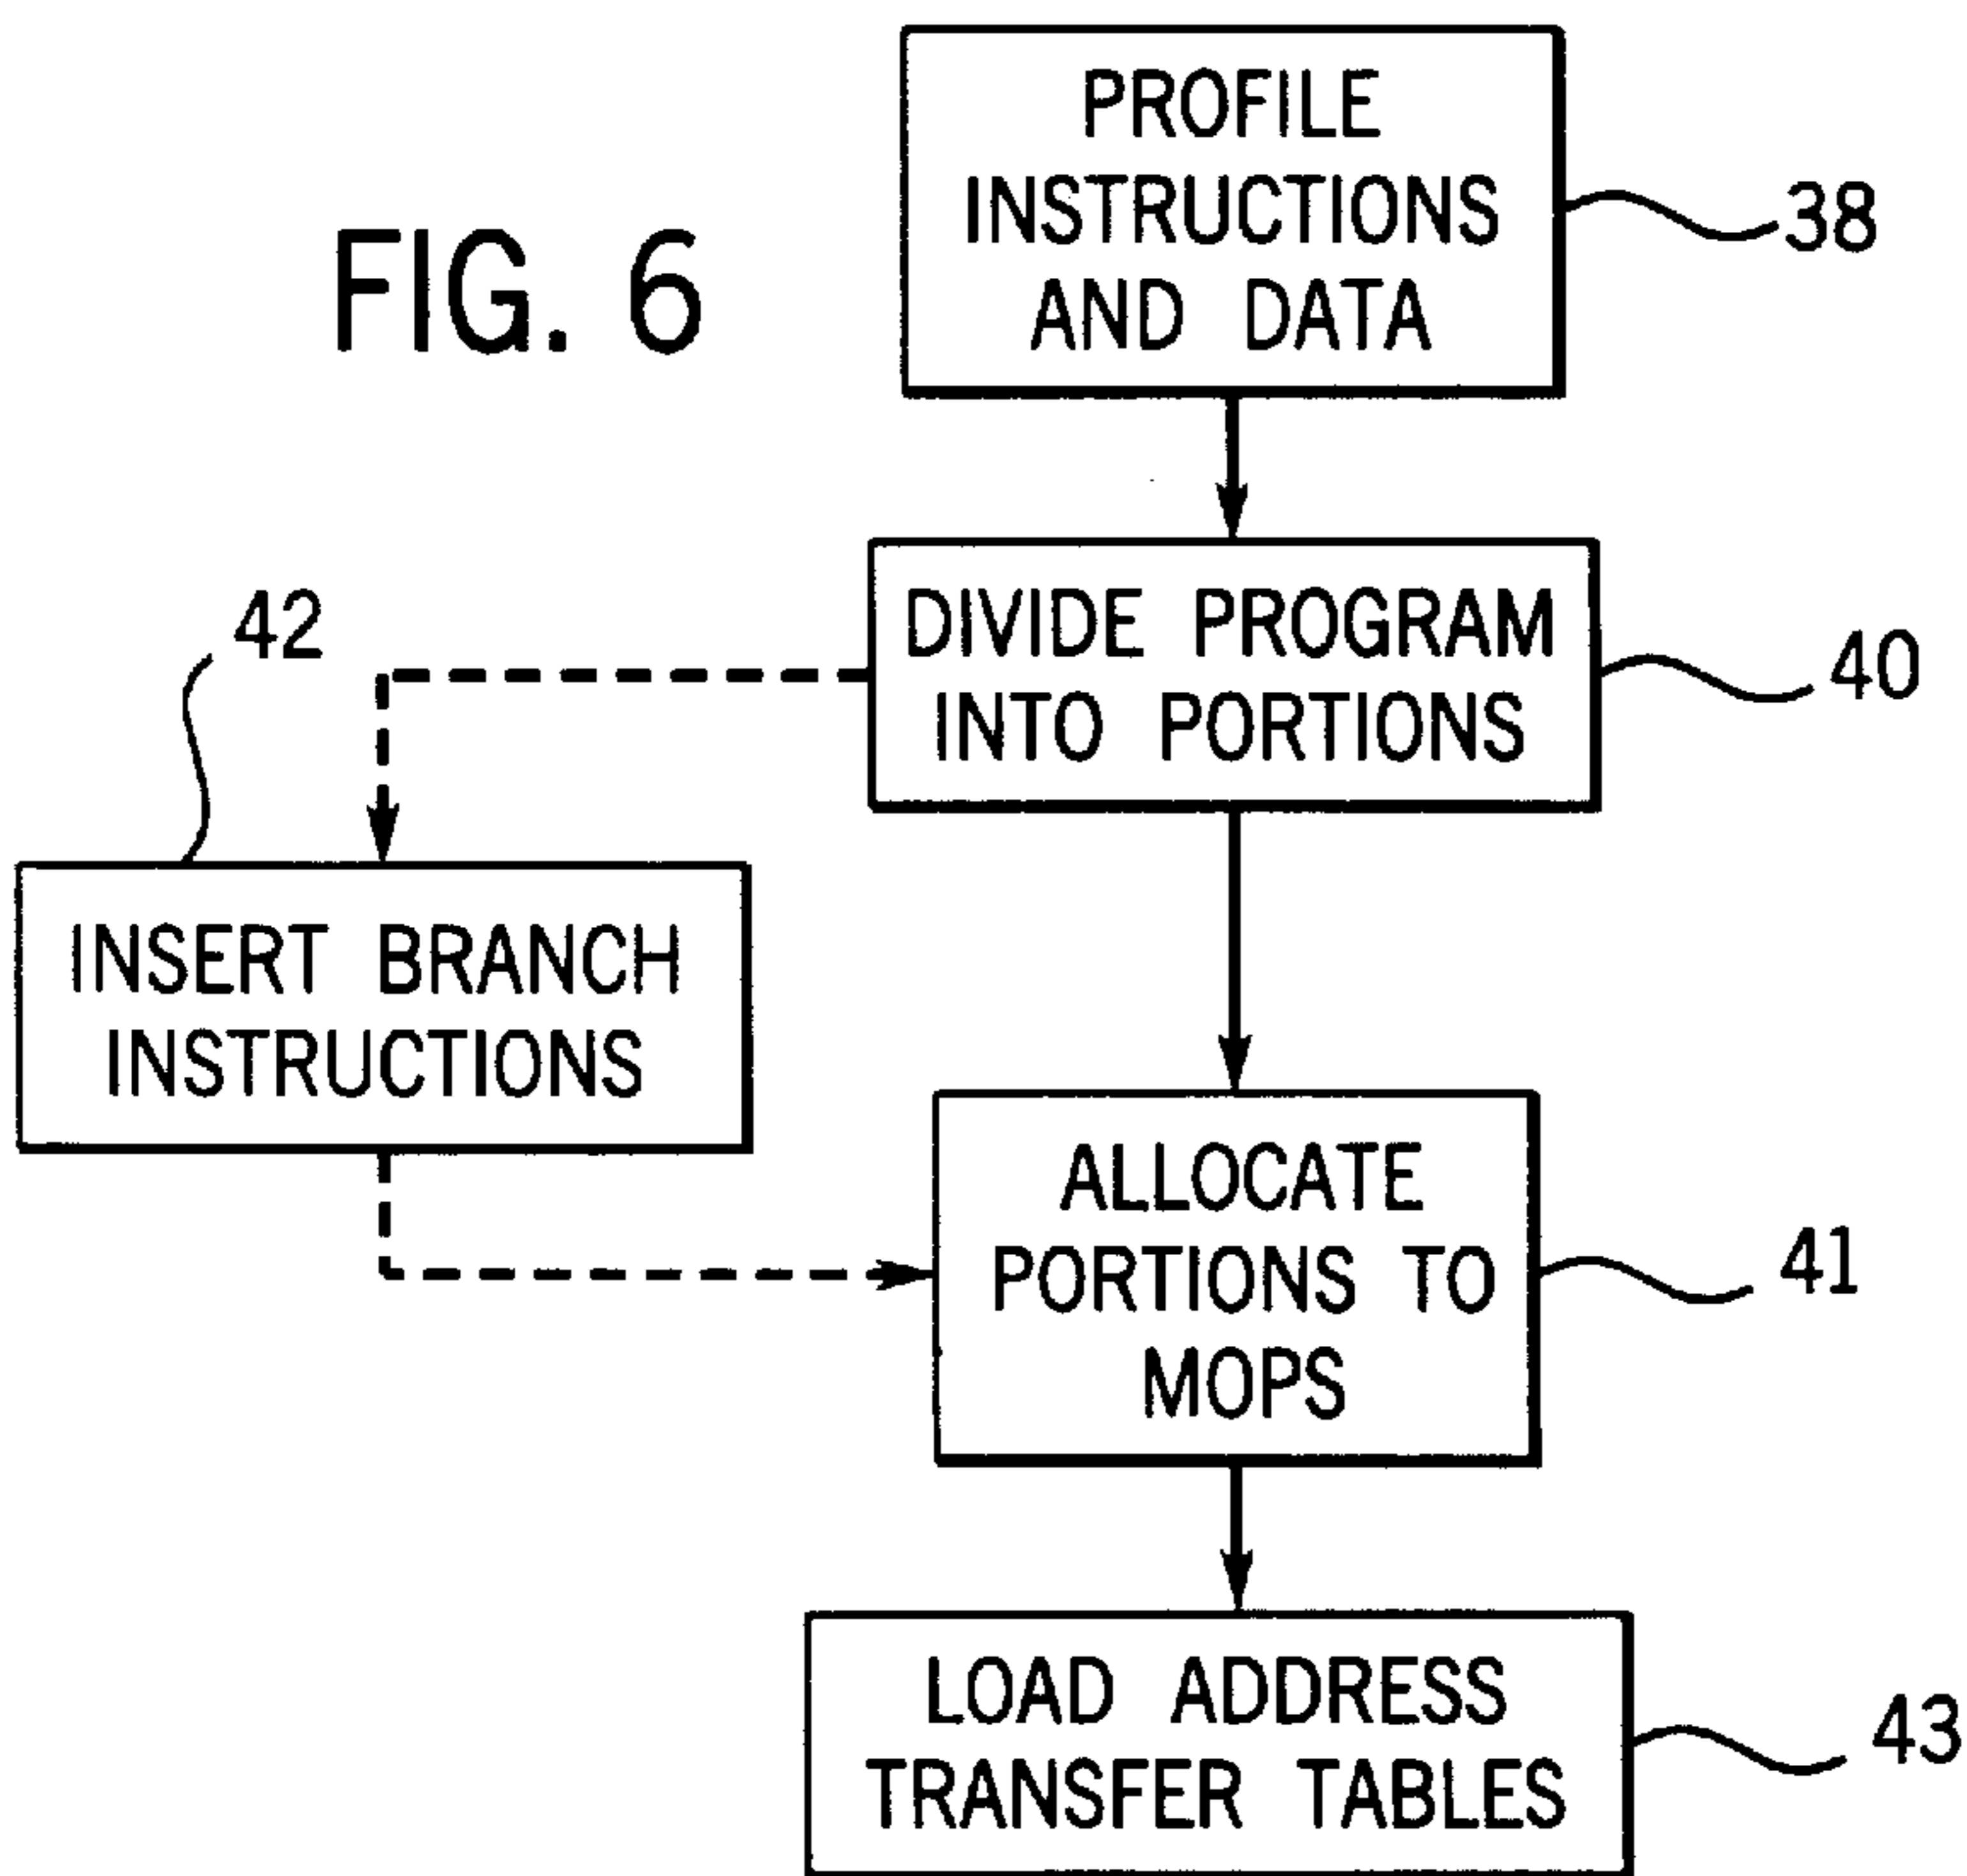 FIG. 6
PROFILE
INSTRUCTIONS
AND DATA
38
DIVIDE PROGRAM
INTO PORTIONS
40
42
INSERT BRANCH
INSTRUCTIONS
ALLOCATE
PORTIONS TO
MOPS
41
LOAD ADDRESS
TRANSFER TABLES
43